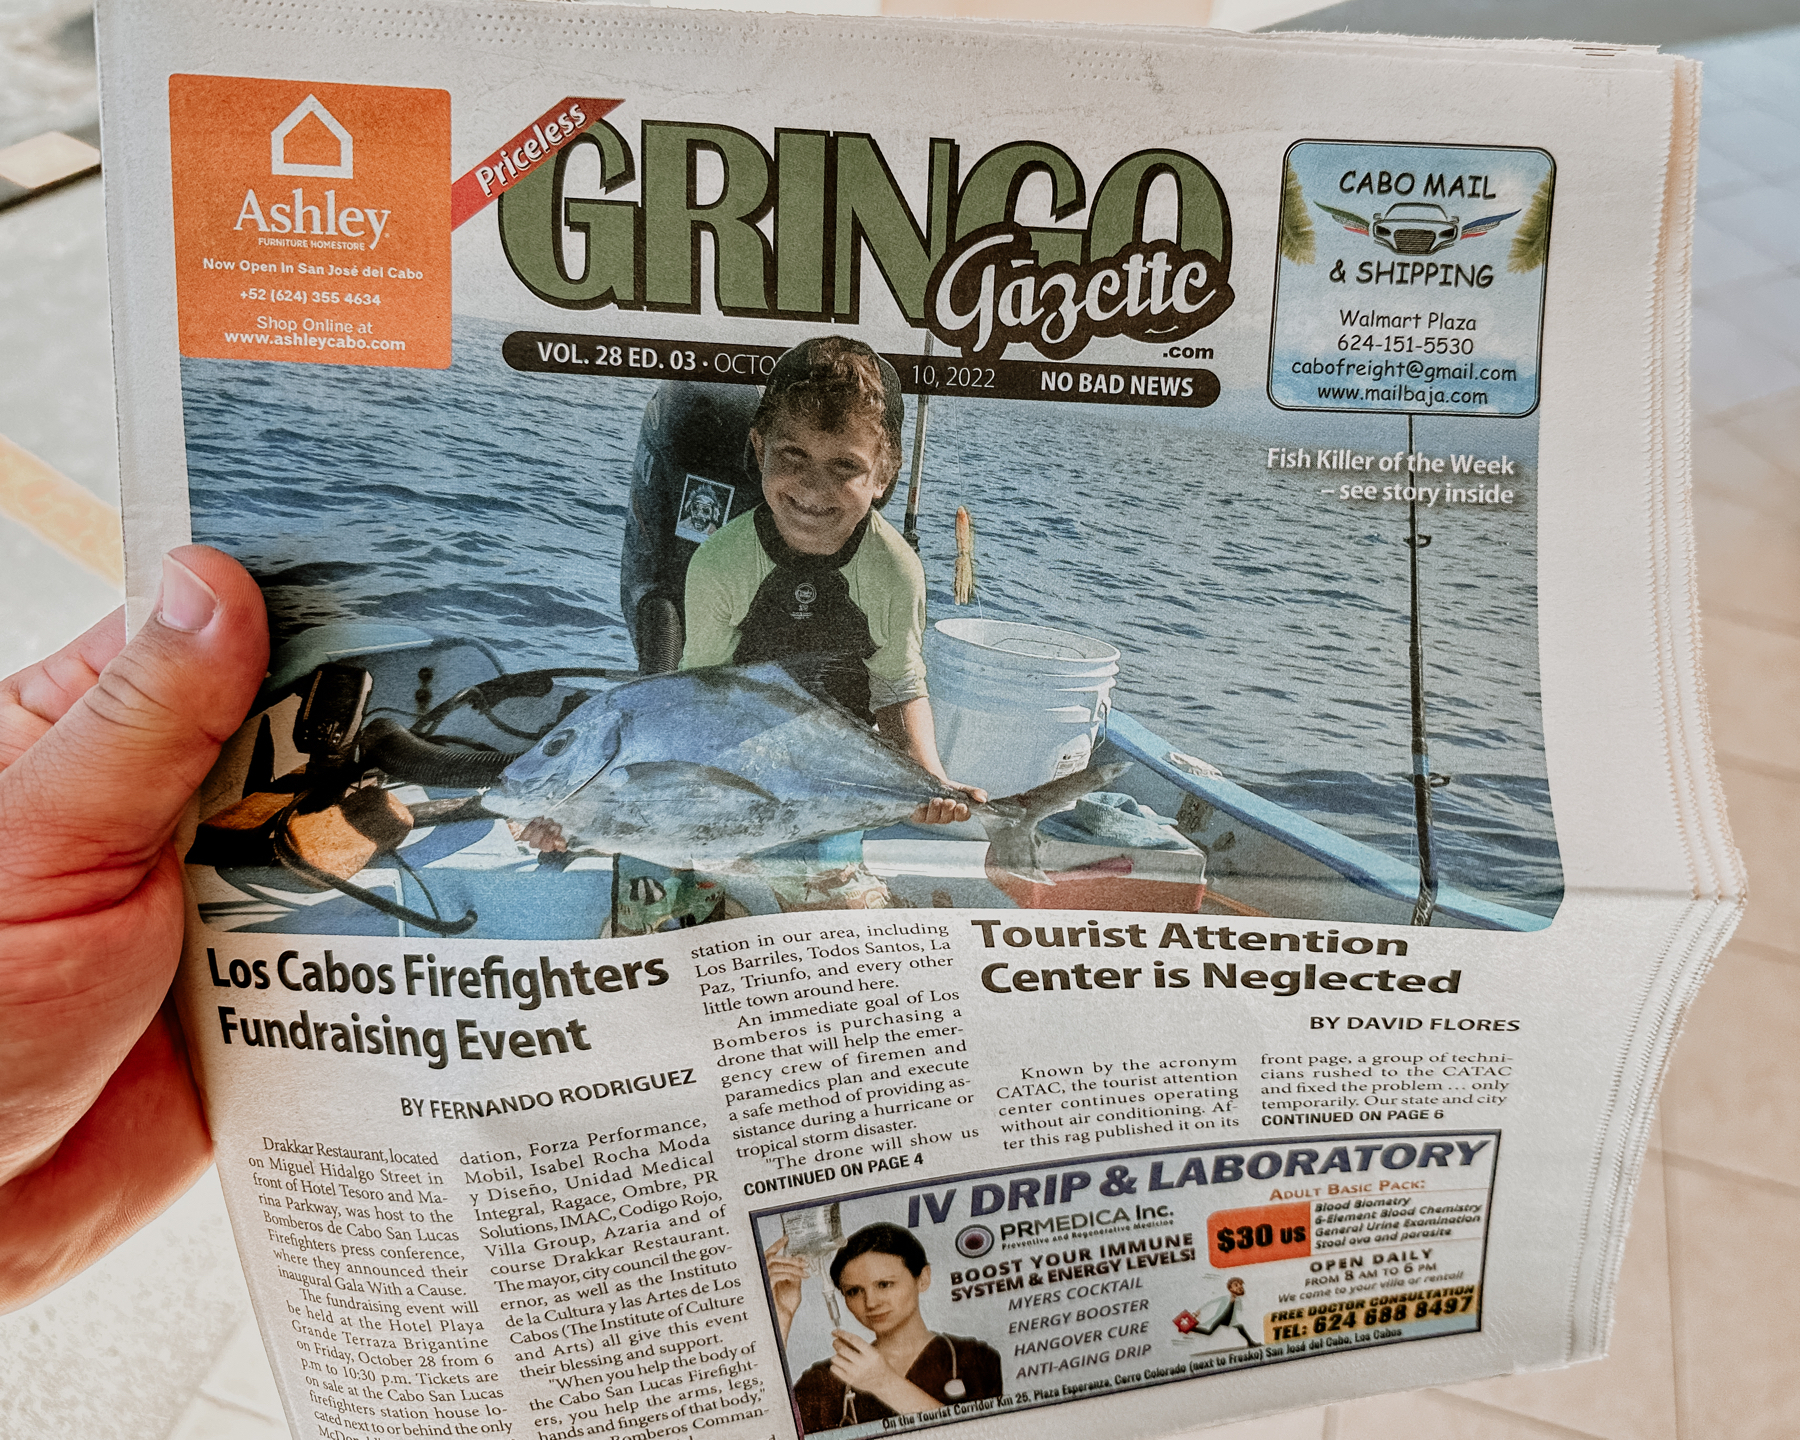 Ashley
FURNITURE HOMESTORE
Now Open In San José del Cabo
+52 (624) 355 4634
Shop Online at
www.ashleycabo.com
Priceless
GRINGO
Gazette
.com
VOL. 28 ED. 03 • OCTO 10, 2022 NO BAD NEWS
CABO MAIL
& SHIPPING
Walmart Plaza
624-151-5530
cabofreight@gmail.com
www.mailbaja.com
Fish Killer of the Week
– see story inside
Los Cabos Firefighters
Fundraising Event
BY FERNANDO RODRIGUEZ
Drakkar Restaurant, located
on Miguel Hidalgo Street in
front of Hotel Tesoro and Ma-
rina Parkway, was host to the
Bomberos de Cabo San Lucas
Firefighters press conference,
where they announced their
inaugural Gala With a Cause.
The fundraising event will
be held at the Hotel Playa
Grande Terraza Brigantine
on Friday, October 28 from 6
p.m to 10:30 p.m. Tickets are
on sale at the Cabo San Lucas
firefighters station house lo-
cated next to or behind the only
dation, Forza Performance,
Mobil, Isabel Rocha Moda
y Diseño, Unidad Medical
Integral, Ragace, Ombre, PR
Solutions, IMAC, Codigo Rojo,
Villa Group, Azaria and of
course Drakkar Restaurant.
The mayor, city council the gov-
ernor, as well as the Instituto
de la Cultura y las Artes de Los
Cabos (The Institute of Culture
and Arts) all give this event
their blessing and support.
"When you help the body of
the Cabo San Lucas Firefight-
ers, you help the arms, legs,
hands and fingers of that body,"
Bomberos Comman-
station in our area, including
Los Barriles, Todos Santos, La
Paz, Triunfo, and every other
little town around here.
An immediate goal of Los
Bomberos is purchasing a
drone that will help the emer-
gency crew of firemen and
paramedics plan and execute
a safe method of providing as-
sistance during a hurricane or
tropical storm disaster.
"The drone will show us
CONTINUED ON PAGE 4
Tourist Attention
Center is Neglected
BY DAVID FLORES
Known by the acronym
CATAC, the tourist attention
center continues operating
without air conditioning. Af-
ter this rag published it on its
front page, a group of techni-
cians rushed to the CATAC
and fixed the problem ... only
temporarily. Our state and city
CONTINUED ON PAGE 6
IV DRIP & LABORATORY
PRMEDICA Inc.
Preventive and Regenerative Medicine
BOOST YOUR IMMUNE
SYSTEM & ENERGY LEVELS!
MYERS COCKTAIL
ENERGY BOOSTER
HANGOVER CURE
ANTI-AGING DRIP
ADULT BASIC PACK:
$30 US
Blood Biometry
6-Element Blood Chemistry
General Urine Examination
Stool ova and parasite
OPEN DAILY
FROM 8 AM TO 6 PM
We come to your villa or rental!
FREE DOCTOR CONSULTATION
TEL: 624 688 8497
On the Tourist Corridor Km 25, Plaza Esperanza, Cerro Colorado (next to Fresko) San José del Cabo, Los Cabos